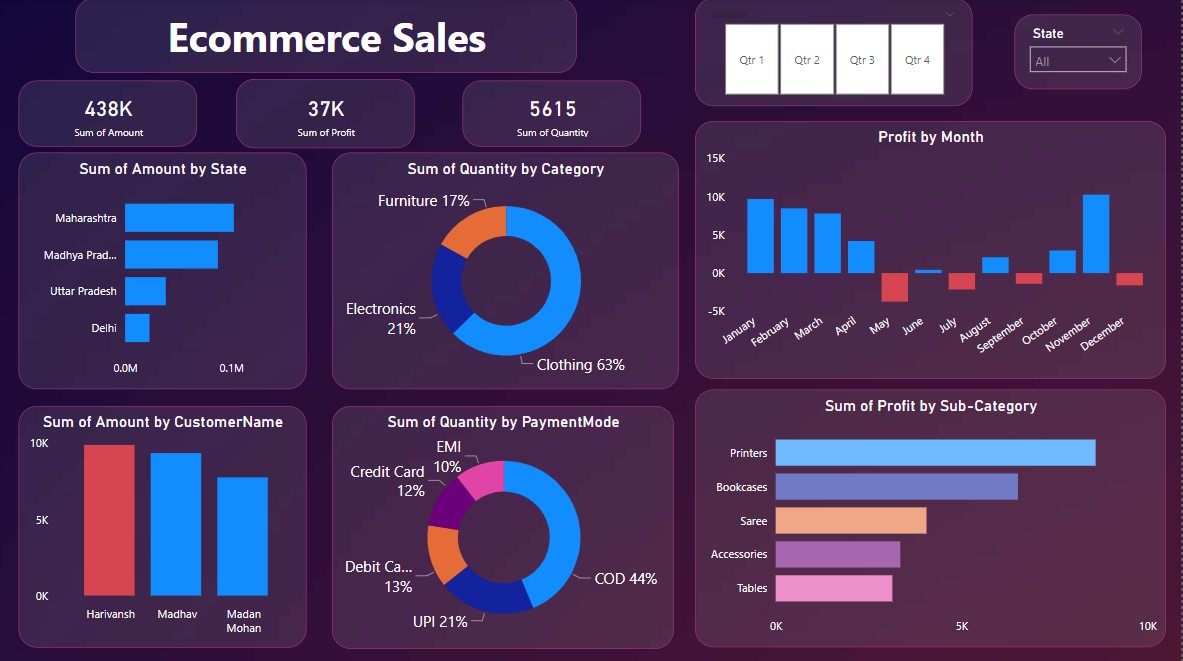 Ecommerce Sales
Quarter
Qtr 1
Qtr 2
Qtr 3
Qtr 4
State
All
438K
Sum of Amount
37K
Sum of Profit
5615
Sum of Quantity
Sum of Amount by State
Maharashtra
Madhya Prad...
Uttar Pradesh
Delhi
0.0M
0.1M
Sum of Quantity by Category
Furniture 17%
Electronics
21%
Clothing 63%
Profit by Month
15K
10K
5K
0K
-5K
January
February
March
April
May
June
July
August
September
October
November
December
Sum of Amount by CustomerName
10K
5K
0K
Harivansh
Madhav
Madan
Mohan
Sum of Quantity by PaymentMode
EMI
10%
Credit Card
12%
Debit Ca...
13%
UPI 21%
COD 44%
Sum of Profit by Sub-Category
Printers
Bookcases
Saree
Accessories
Tables
0K
5K
10K